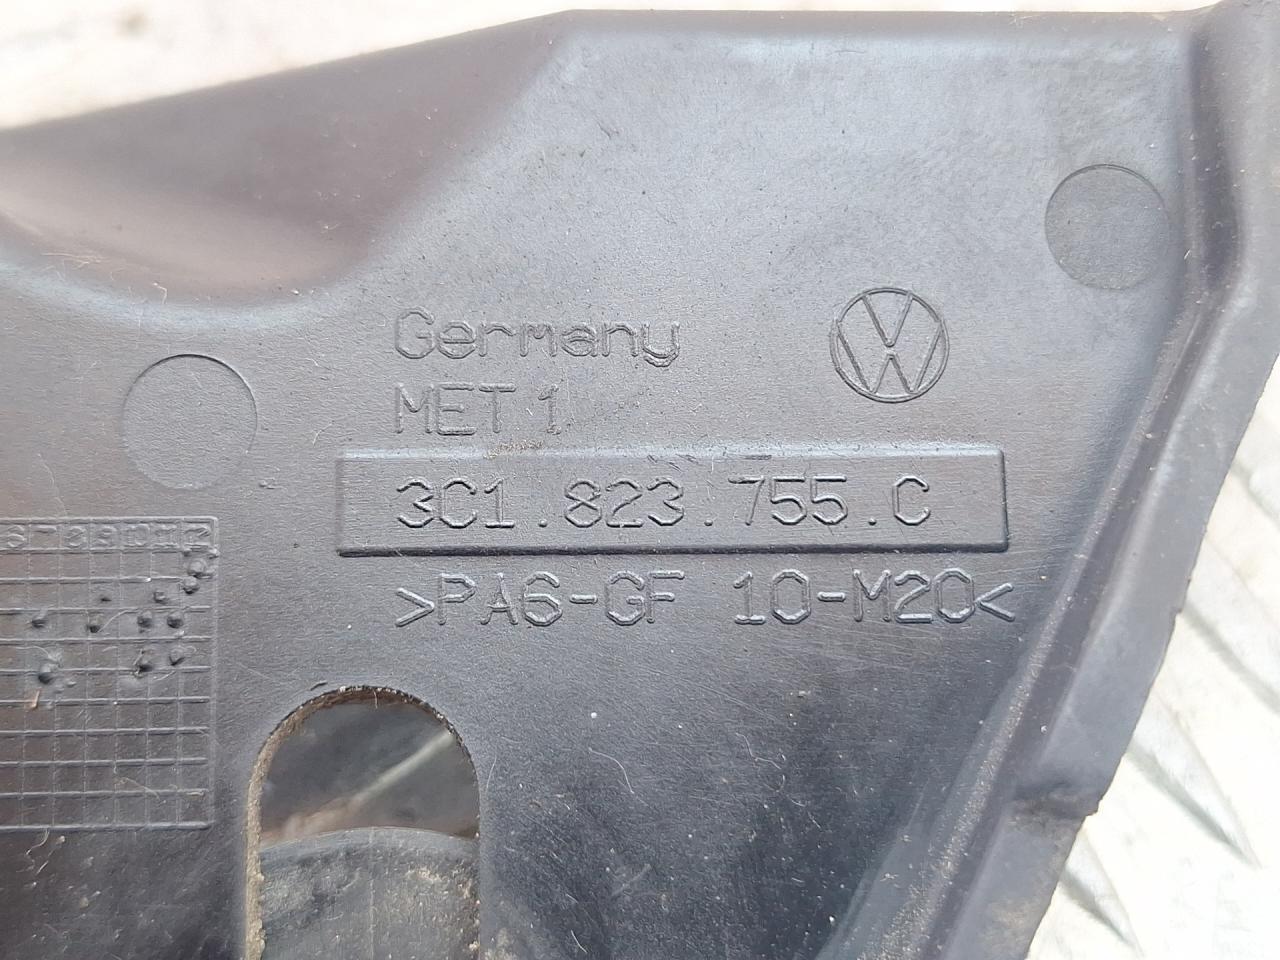 Germany
MET 1
3C1.823.755.C
>PA6-GF 10-M20<